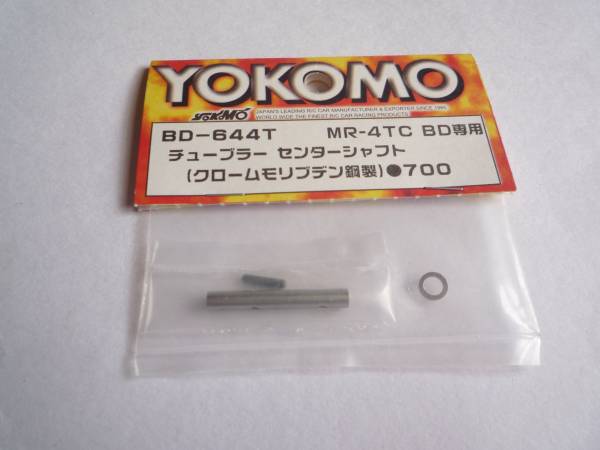 YOKOMO
YOKOMO
JAPAN'S LEADING R/C CAR MANUFACTURER & EXPORTER SINCE 1965
WORLD WIDE THE FINEST R/C CAR RACING PRODUCTS
BD-644T MR-4TC BD専用
チューブラー センターシャフト
(クロームモリブデン鋼製)●700